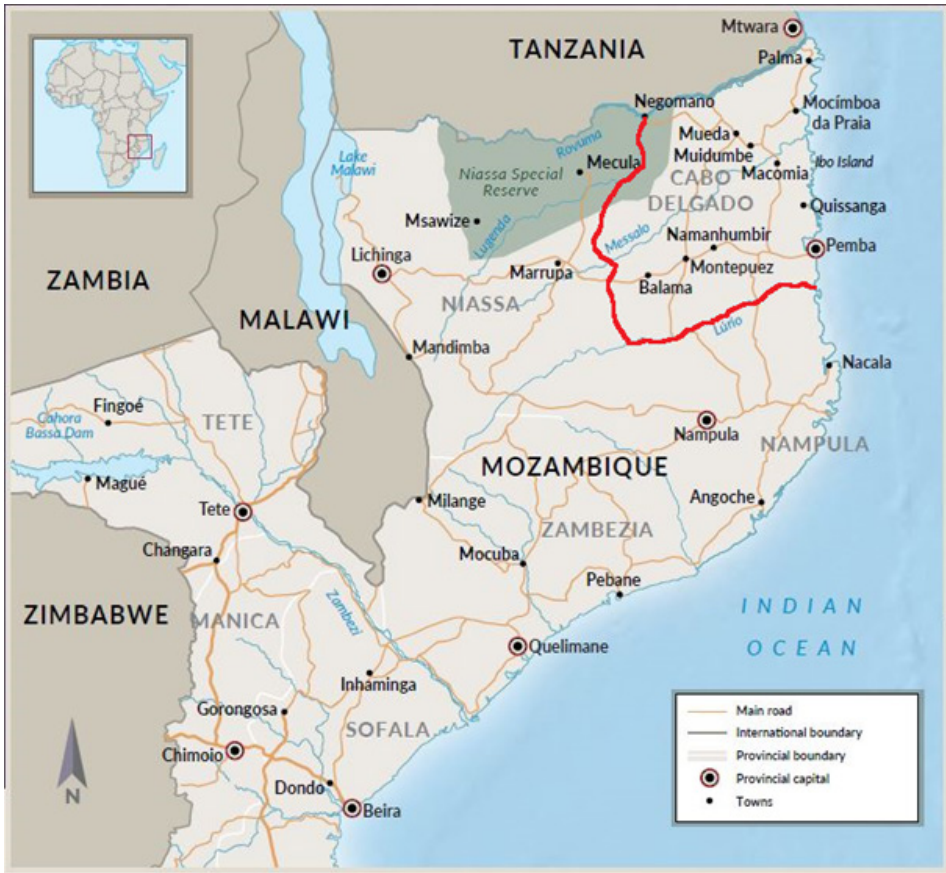 Mtwara
TANZANIA
Palma
Negomano
Mocímboa
da Praia
Mueda
Rovuma
Muidumbe
Lake
Malawi
Mecula
Ibo Island
Niassa Special
Reserve
CABO
DELGADO
Macomia
Msawize
Quissanga
Lugenda
Messalo
Namanhumbir
Pemba
Lichinga
Marrupa
Montepuez
ZAMBIA
Balama
NIASSA
MALAWI
Lúrio
Mandimba
Nacala
Fingoé
Cahora
Bassa Dam
TETE
Nampula
NAMPULA
MOZAMBIQUE
Magué
Milange
Angoche
Tete
ZAMBEZIA
Changara
Mocuba
Pebane
ZIMBABWE
MANICA
Zambezi
INDIAN
OCEAN
Quelimane
Inhaminga
Gorongosa
SOFALA
Chimoio
Dondo
Beira
N
Main road
International boundary
Provincial boundary
Provincial capital
Towns